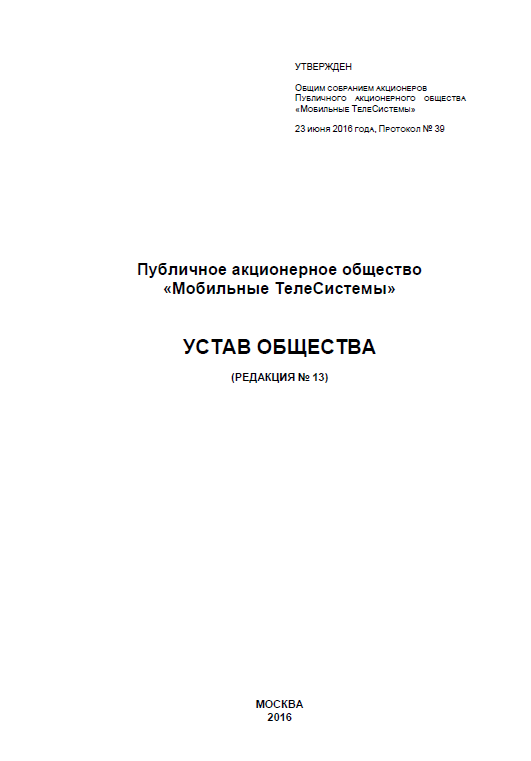 УТВЕРЖДЕН
Общим собранием акционеров
Публичного акционерного общества
«Мобильные ТелеСистемы»
23 июня 2016 года, Протокол № 39
Публичное акционерное общество
«Мобильные ТелеСистемы»
УСТАВ ОБЩЕСТВА
(РЕДАКЦИЯ № 13)
МОСКВА
2016